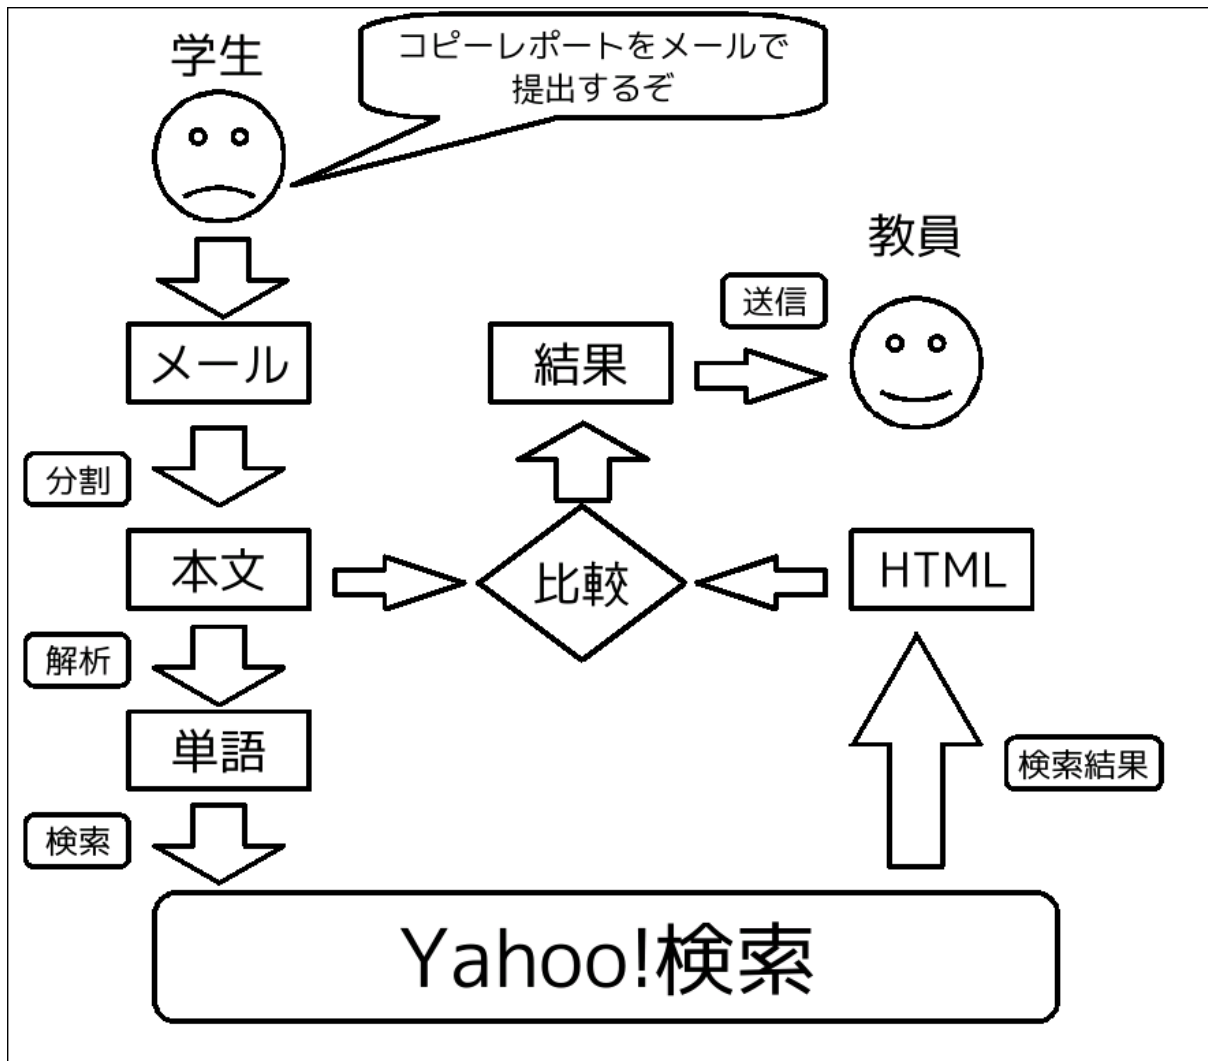 学生
コピーレポートをメールで
提出するぞ
教員
送信
メール
結果
分割
本文
比較
HTML
解析
単語
検索結果
検索
Yahoo!検索